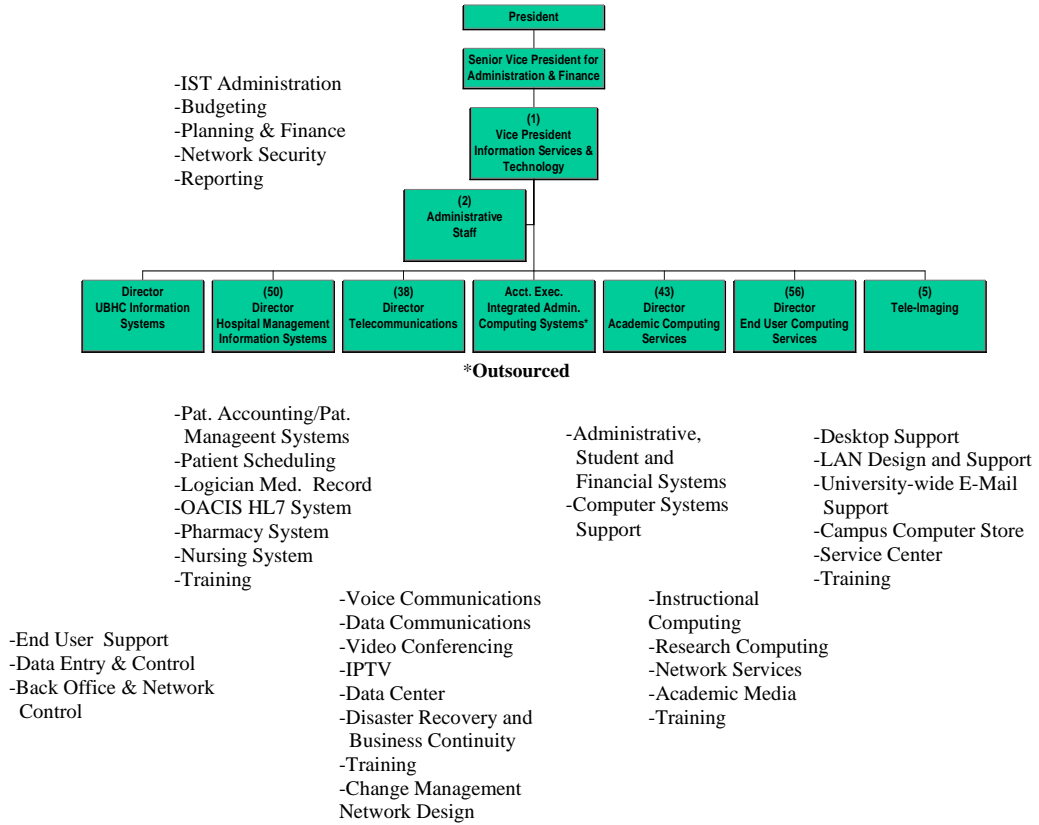 President
Senior Vice President for
Administration & Finance
-IST Administration
-Budgeting
-Planning & Finance
-Network Security
-Reporting
(1)
Vice President
Information Services &
Technology
(2)
Administrative
Staff
Director
UBHC Information
Systems
(50)
Director
Hospital Management
Information Systems
(38)
Director
Telecommunications
Acct. Exec.
Integrated Admin.
Computing Systems*
(43)
Director
Academic Computing
Services
(56)
Director
End User Computing
Services
(5)
Tele-Imaging
*Outsourced
-Pat. Accounting/Pat.
Manageent Systems
-Patient Scheduling
-Logician Med. Record
-OACIS HL7 System
-Pharmacy System
-Nursing System
-Training
-Administrative,
Student and
Financial Systems
-Computer Systems
Support
-Desktop Support
-LAN Design and Support
-University-wide E-Mail
Support
-Campus Computer Store
-Service Center
-Training
-End User Support
-Data Entry & Control
-Back Office & Network
Control
-Voice Communications
-Data Communications
-Video Conferencing
-IPTV
-Data Center
-Disaster Recovery and
Business Continuity
-Training
-Change Management
Network Design
-Instructional
Computing
-Research Computing
-Network Services
-Academic Media
-Training